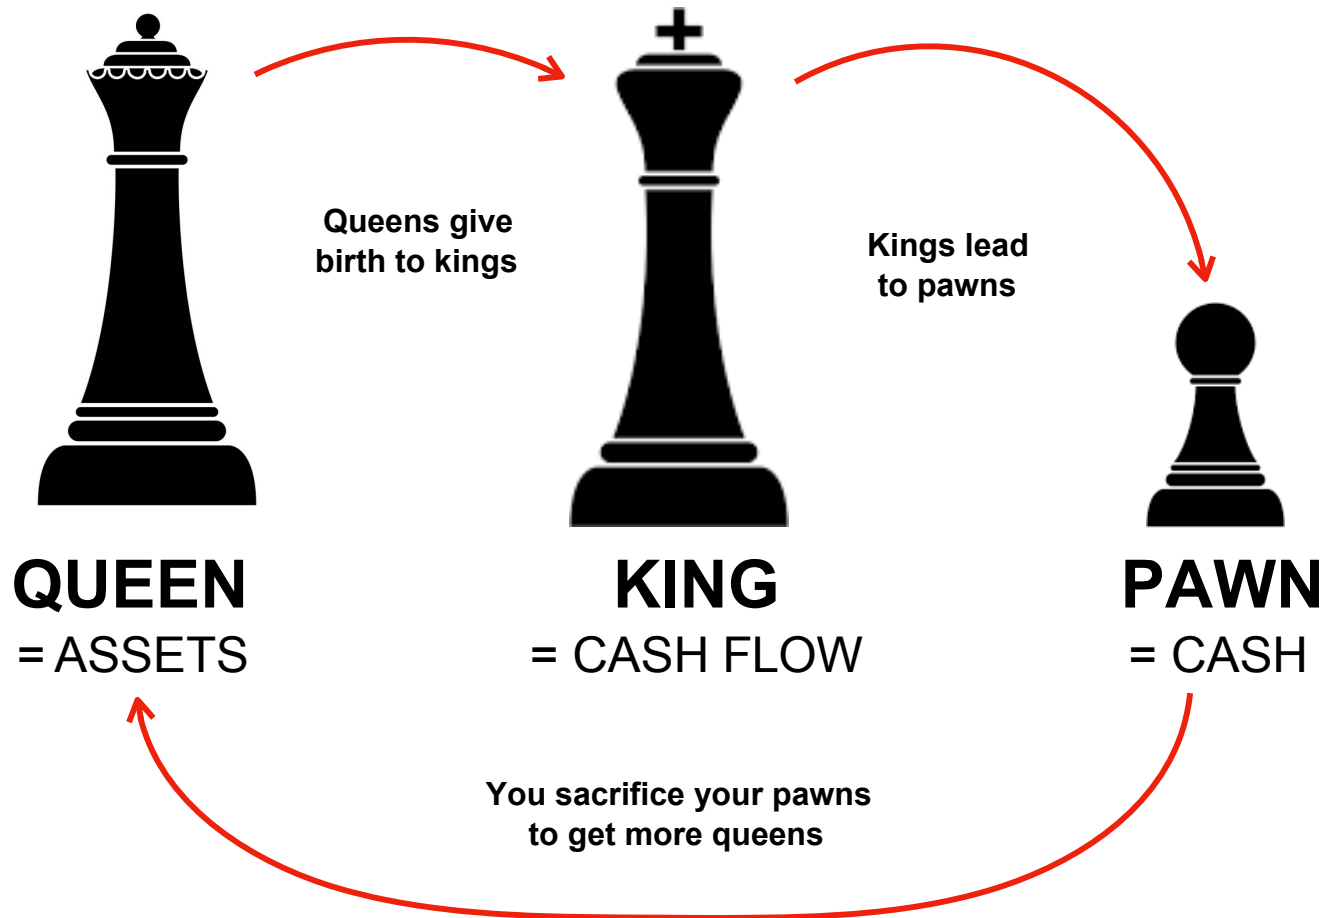 Queens give
birth to kings
Kings lead
to pawns
QUEEN
= ASSETS
KING
= CASH FLOW
PAWN
= CASH
You sacrifice your pawns
to get more queens